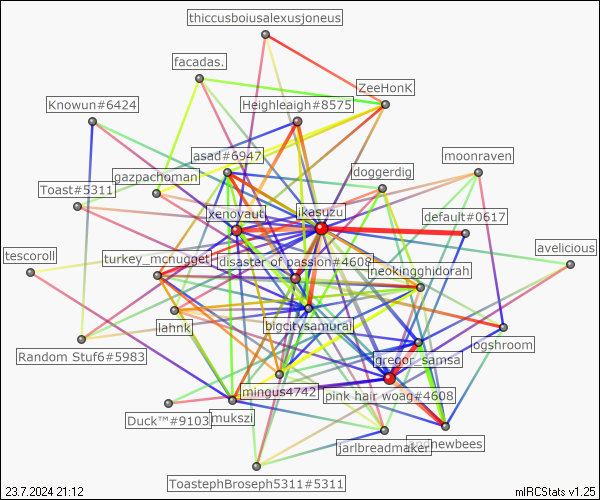 thiccusboiusalexusjoneus
facadas.
ZeeHonK
Knowun#6424
Heighleaigh#8575
asad#6947
moonraven
doggerdig
gazpachoman
Toast#5311
xenoyaut
ikasuzu
default#0617
avelicious
tescoroll
turkey_mcnugget
disaster of passion#4608
neokingghidorah
iahnk
bigcitysamurai
ogshroom
Random Stuf6#5983
gregor_samsa
mingus4742
pink hair woag#4608
Duck™#9103
mukszi
jarlbreadmaker
newbees
ToastephBroseph5311#5311
23.7.2024 21:12
mIRCStats v1.25